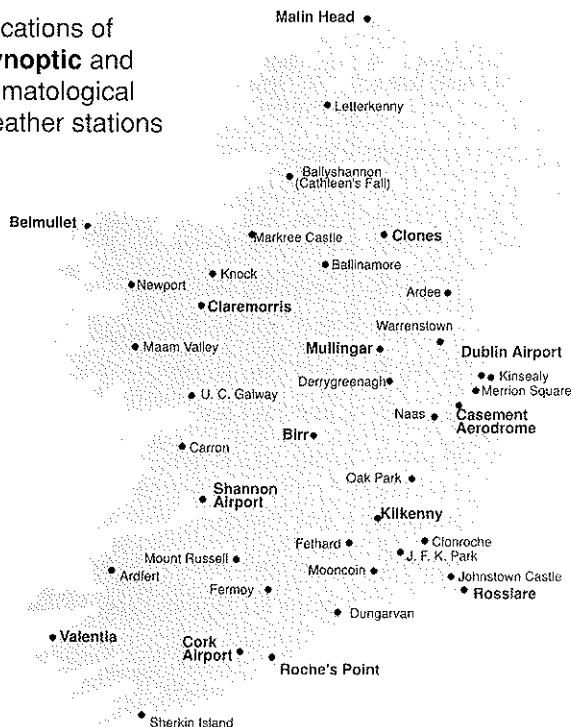 cations of
ynoptic and
matological
eather stations
Malin Head
Letterkenny
Ballyshannon
(Cathleen's Fall)
Belmullet
Markree Castle
Clones
Ballinamore
Knock
Newport
Ardee
Claremorris
Warrenstown
Maam Valley
Mullingar
Dublin Airport
Kinsealy
Derrygreenagh
Merrion Square
U. C. Galway
Naas
Casement
Aerodrome
Birr
Carron
Oak Park
Shannon
Airport
Kilkenny
Fethard
Clonroche
J. F. K. Park
Mount Russell
Mooncoin
Johnstown Castle
Ardfert
Fermoy
Rosslare
Dungarvan
Valentia
Cork
Airport
Roche's Point
Sherkin Island